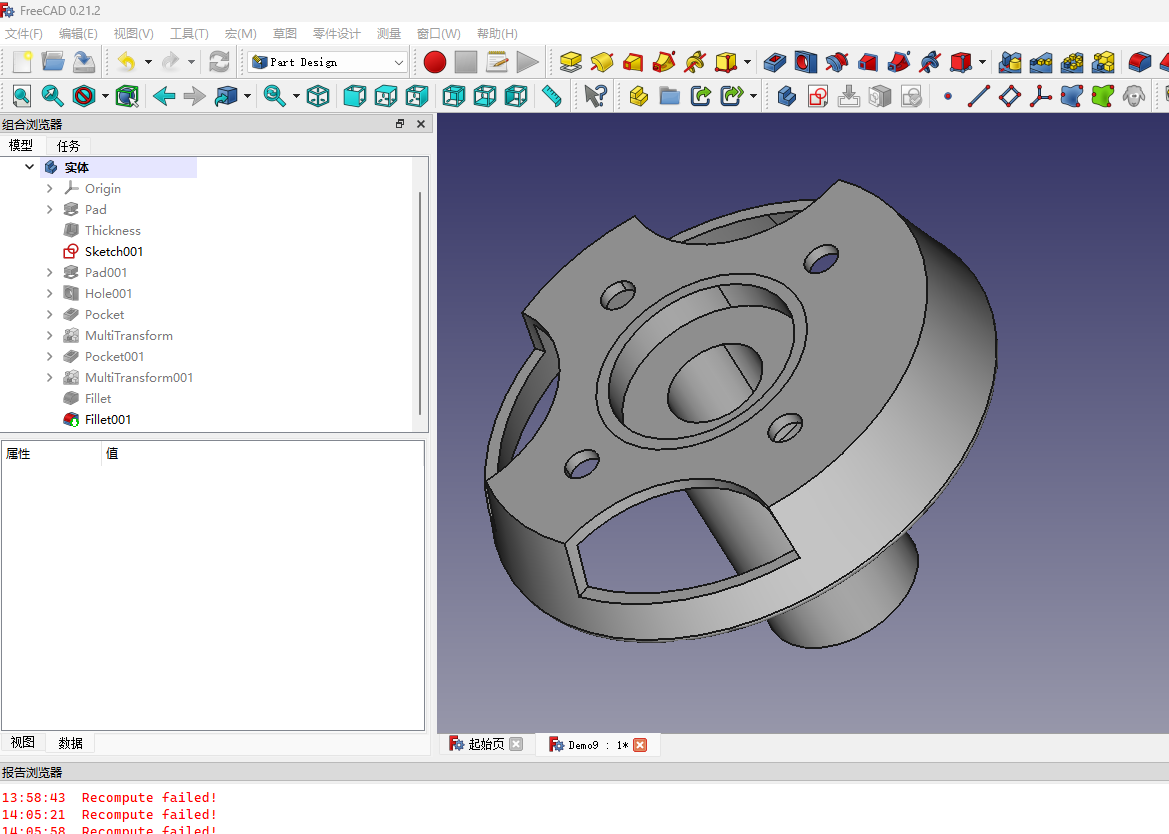 FreeCAD 0.21.2
文件(F) 编辑(E) 视图(V) 工具(T) 宏(M) 草图 零件设计 测量 窗口(W) 帮助(H)
Part Design
组合浏览器
模型 任务
实体
Origin
Pad
Thickness
Sketch001
Pad001
Hole001
Pocket
MultiTransform
Pocket001
MultiTransform001
Fillet
Fillet001
属性 值
视图 数据
起始页 Demo9 : 1*
报告浏览器
13:58:43 Recompute failed!
14:05:21 Recompute failed!
14:05:58 Recompute failed!